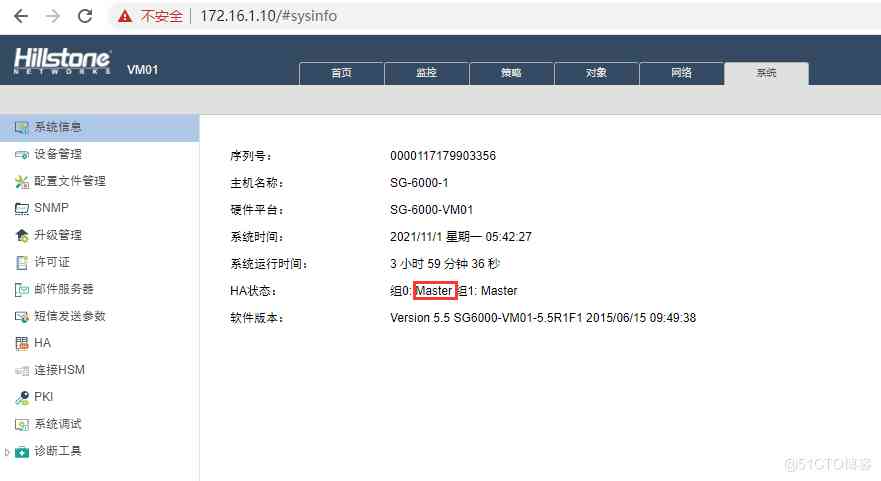 不安全 172.16.1.10/#sysinfo
Hillstone
NETWORKS
VM01
首页 监控 策略 对象 网络 系统
系统信息
设备管理
配置文件管理
SNMP
升级管理
许可证
邮件服务器
短信发送参数
HA
连接HSM
PKI
系统调试
诊断工具
序列号： 0000117179903356
主机名称： SG-6000-1
硬件平台： SG-6000-VM01
系统时间： 2021/11/1 星期一 05:42:27
系统运行时间： 3 小时 59 分钟 36 秒
HA状态： 组0: Master 组1: Master
软件版本： Version 5.5 SG6000-VM01-5.5R1F1 2015/06/15 09:49:38
@51CTO博客